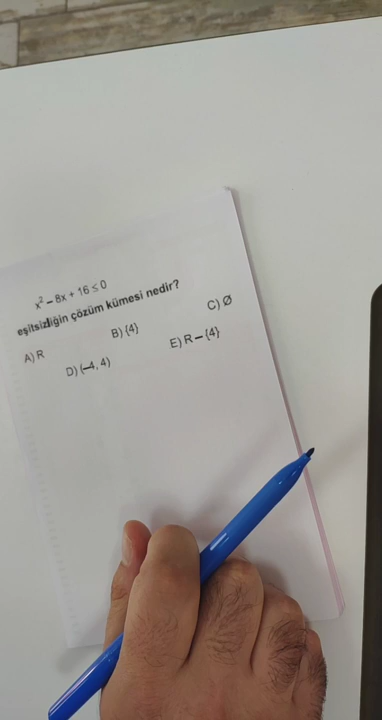 x² – 8x + 16 ≤ 0
eşitsizliğin çözüm kümesi nedir?
A) R B) {4} C) Ø
D) (–4, 4) E) R – {4}